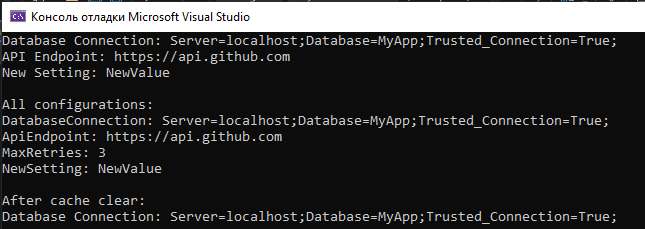 Консоль отладки Microsoft Visual Studio
Database Connection: Server=localhost;Database=MyApp;Trusted_Connection=True;
API Endpoint: https://api.github.com
New Setting: NewValue
All configurations:
DatabaseConnection: Server=localhost;Database=MyApp;Trusted_Connection=True;
ApiEndpoint: https://api.github.com
MaxRetries: 3
NewSetting: NewValue
After cache clear:
Database Connection: Server=localhost;Database=MyApp;Trusted_Connection=True;